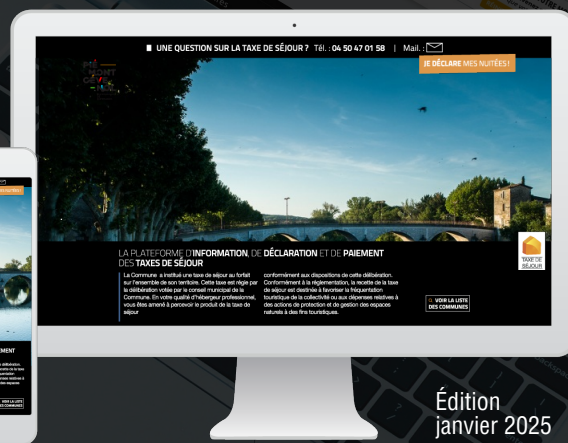 UNE QUESTION SUR LA TAXE DE SÉJOUR ? Tél. : 04 50 47 01 58 | Mail. :
JE DÉCLARE MES NUITÉES !
LA PLATEFORME D'INFORMATION, DE DÉCLARATION ET DE PAIEMENT
DES TAXES DE SÉJOUR
La Commune a institué une taxe de séjour au forfait
sur l'ensemble de son territoire. Cette taxe est régie par
la délibération votée par le conseil municipal de la
Commune. En votre qualité d'hébergeur professionnel,
vous êtes amené à percevoir le produit de la taxe de
séjour
conformément aux dispositions de cette délibération.
Conformément à la réglementation, la recette de la taxe
de séjour est destinée à favoriser la fréquentation
touristique de la collectivité ou aux dépenses relatives à
des actions de protection et de gestion des espaces
naturels à des fins touristiques.
TAXE DE
SÉJOUR
VOIR LA LISTE
DES COMMUNES
Édition
janvier 2025